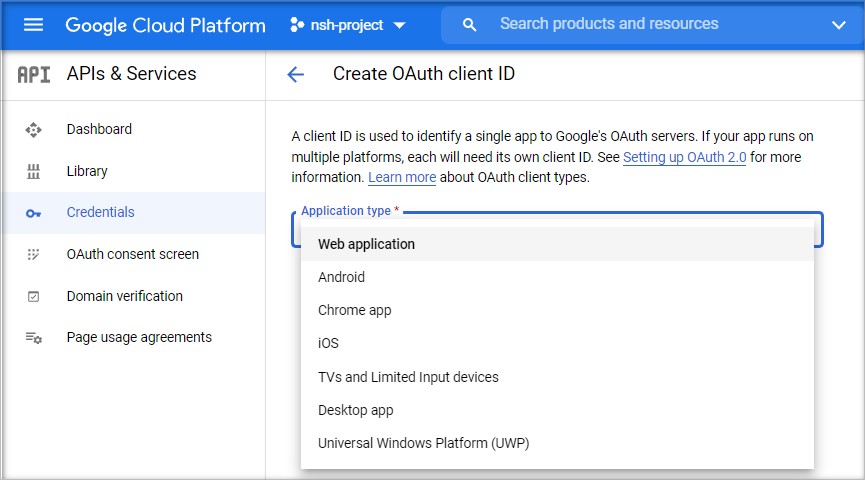 Google Cloud Platform
nsh-project
Search products and resources
API
APIs & Services
Create OAuth client ID
Dashboard
Library
Credentials
OAuth consent screen
Domain verification
Page usage agreements
A client ID is used to identify a single app to Google's OAuth servers. If your app runs on
multiple platforms, each will need its own client ID. See Setting up OAuth 2.0 for more
information. Learn more about OAuth client types.
Application type *
Web application
Android
Chrome app
iOS
TVs and Limited Input devices
Desktop app
Universal Windows Platform (UWP)